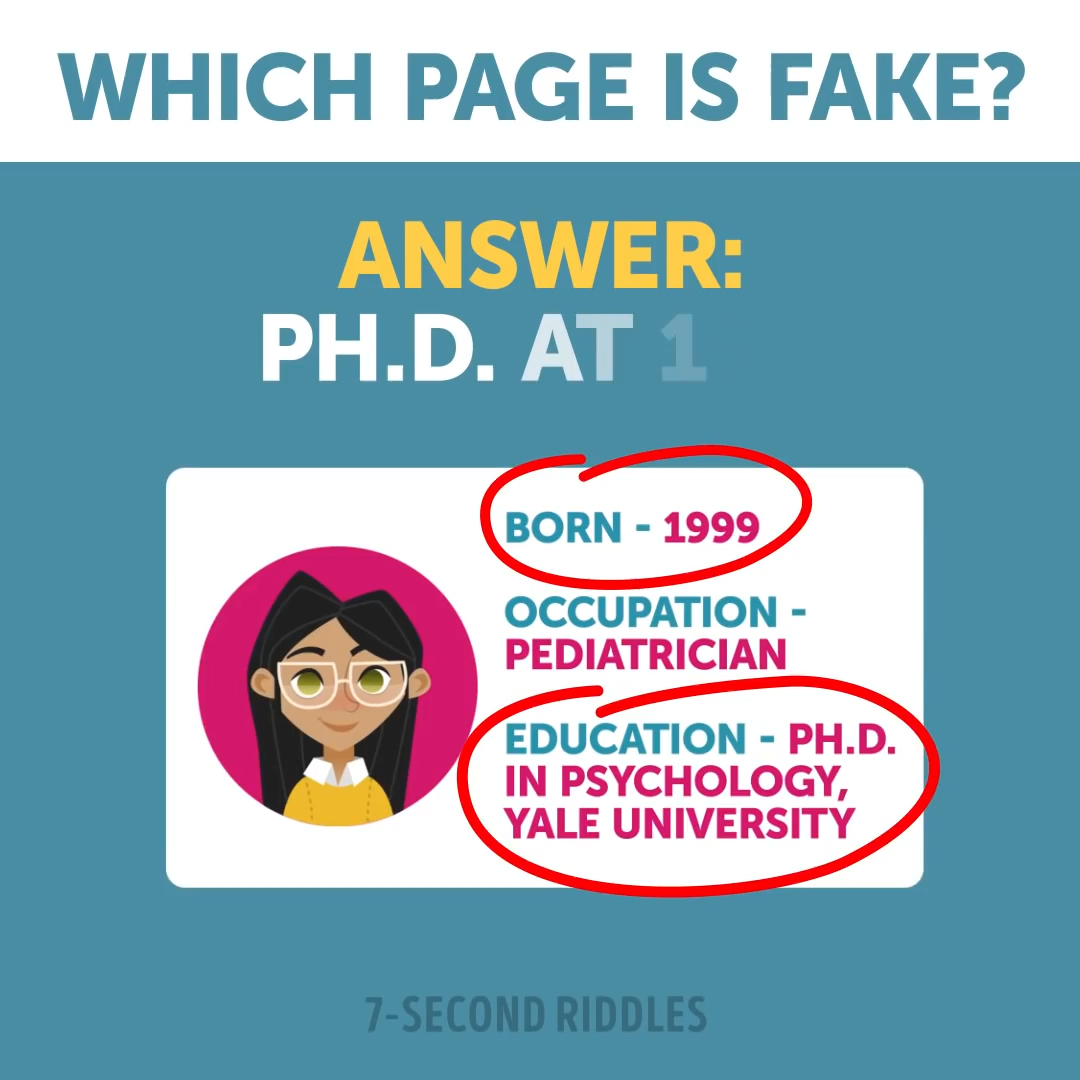 WHICH PAGE IS FAKE?
ANSWER:
PH.D. AT 1
BORN - 1999
OCCUPATION -
PEDIATRICIAN
EDUCATION - PH.D.
IN PSYCHOLOGY,
YALE UNIVERSITY
7-SECOND RIDDLES